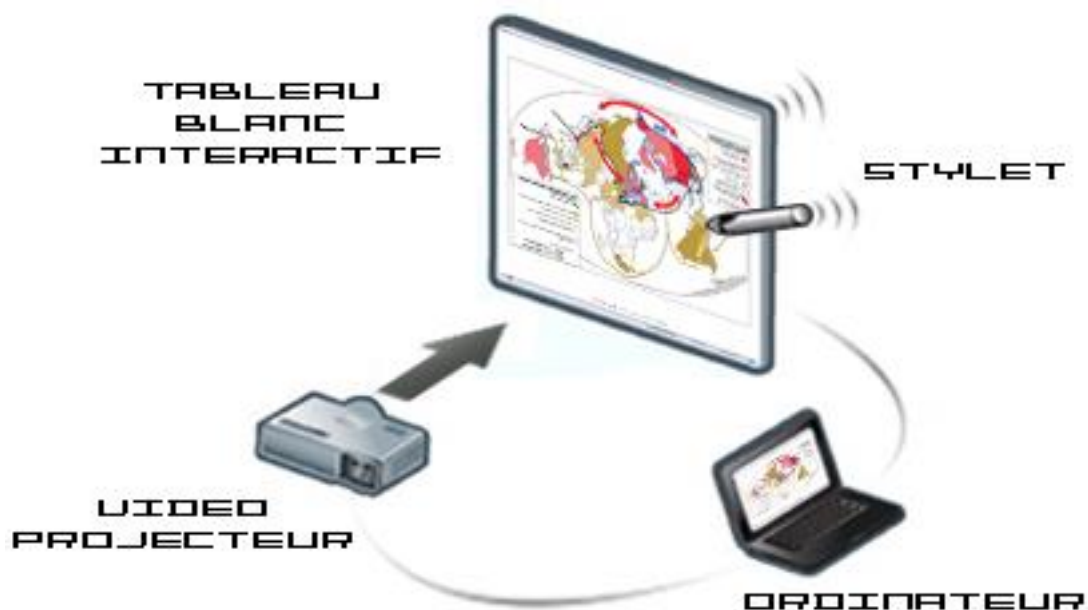 TABLEAU
BLANC
INTERACTIF
STYLET
VIDEO
PROJECTEUR
ORDINATEUR